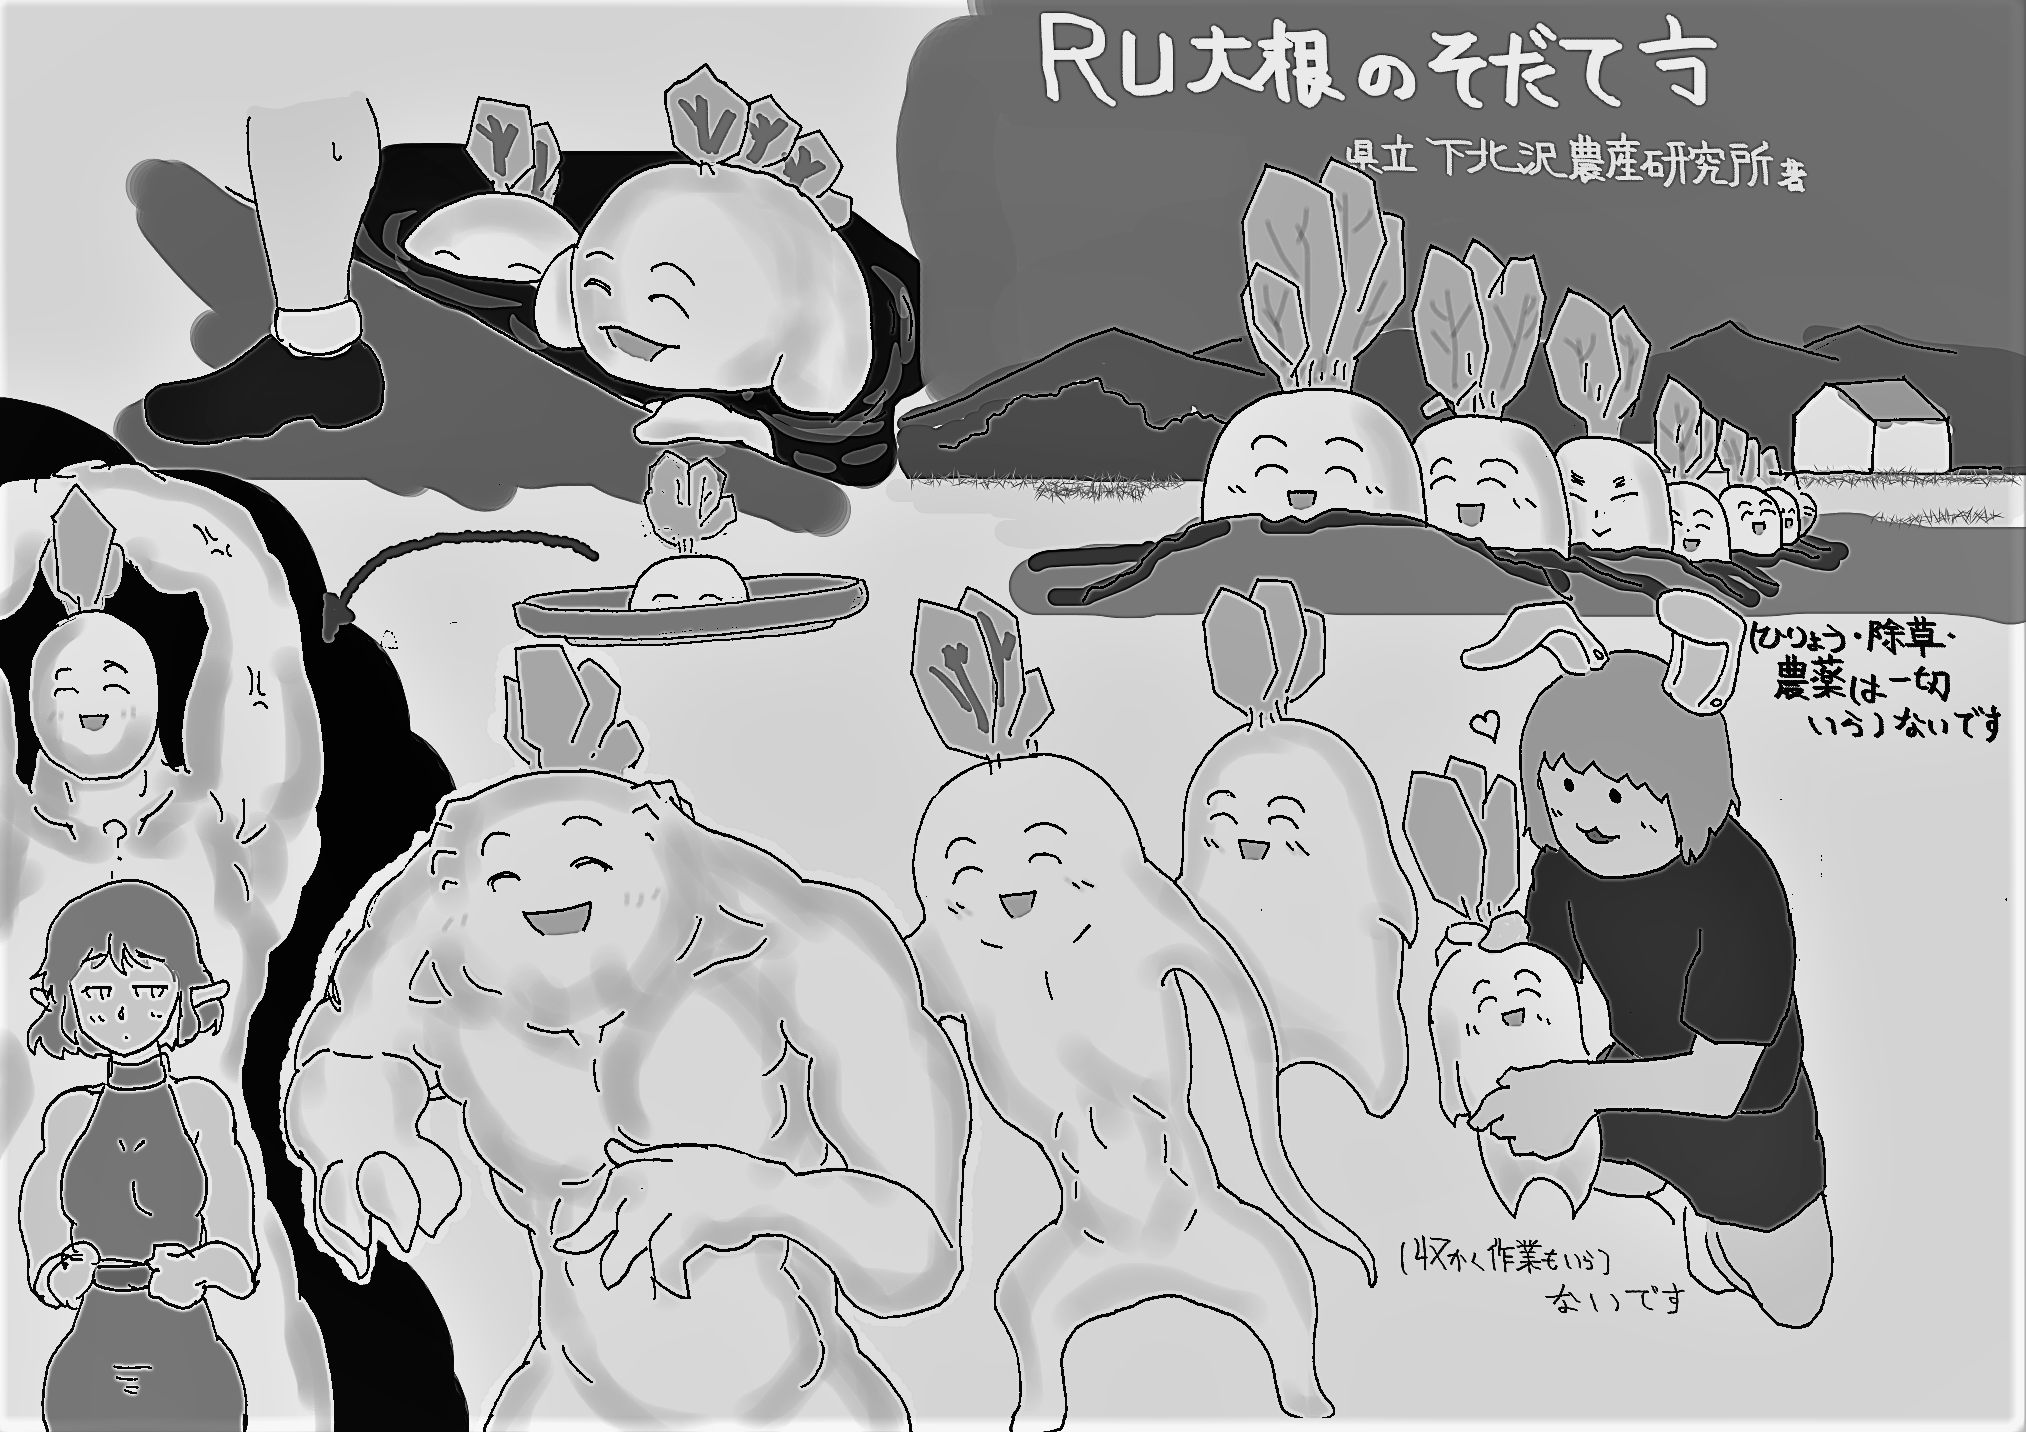 RU大根のそだて方
県立 下北沢農産研究所 著
(ひりょう・除草・
農薬は一切
いら)ないです
(収かく作業もいら)
ないです